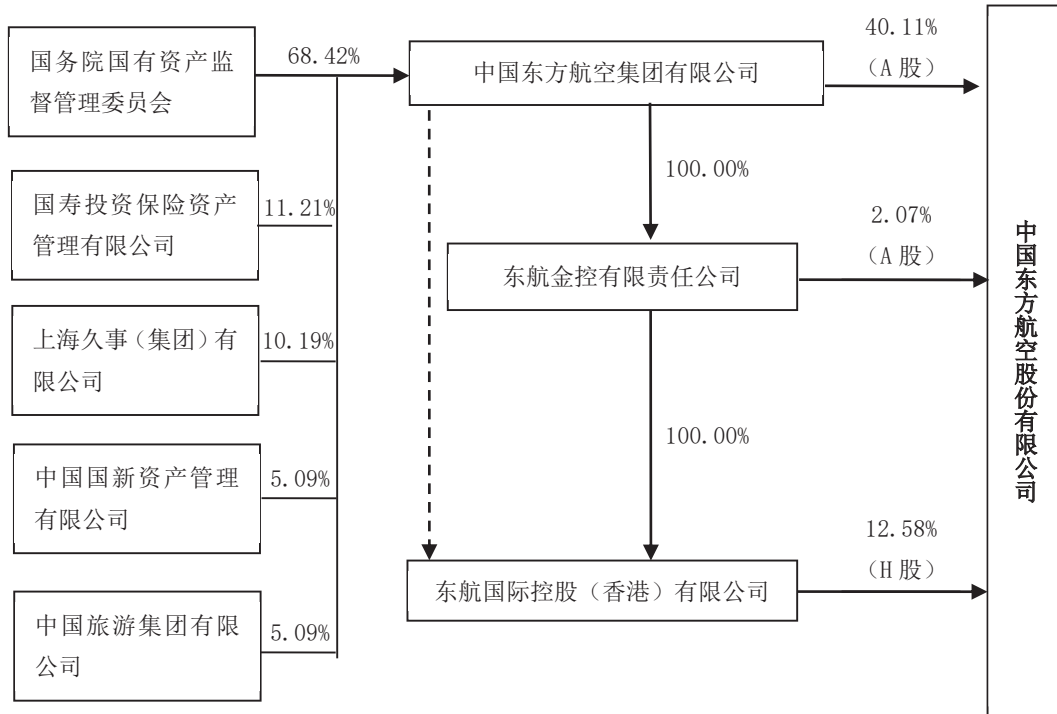 国务院国有资产监
督管理委员会
68.42%
中国东方航空集团有限公司
40.11%
（A 股）
国寿投资保险资产
管理有限公司
11.21%
100.00%
上海久事（集团）有
限公司
10.19%
东航金控有限责任公司
2.07%
（A 股）
中国国新资产管理
有限公司
5.09%
100.00%
中国旅游集团有限
公司
5.09%
东航国际控股（香港）有限公司
12.58%
（H 股）
中国东方航空股份有限公司